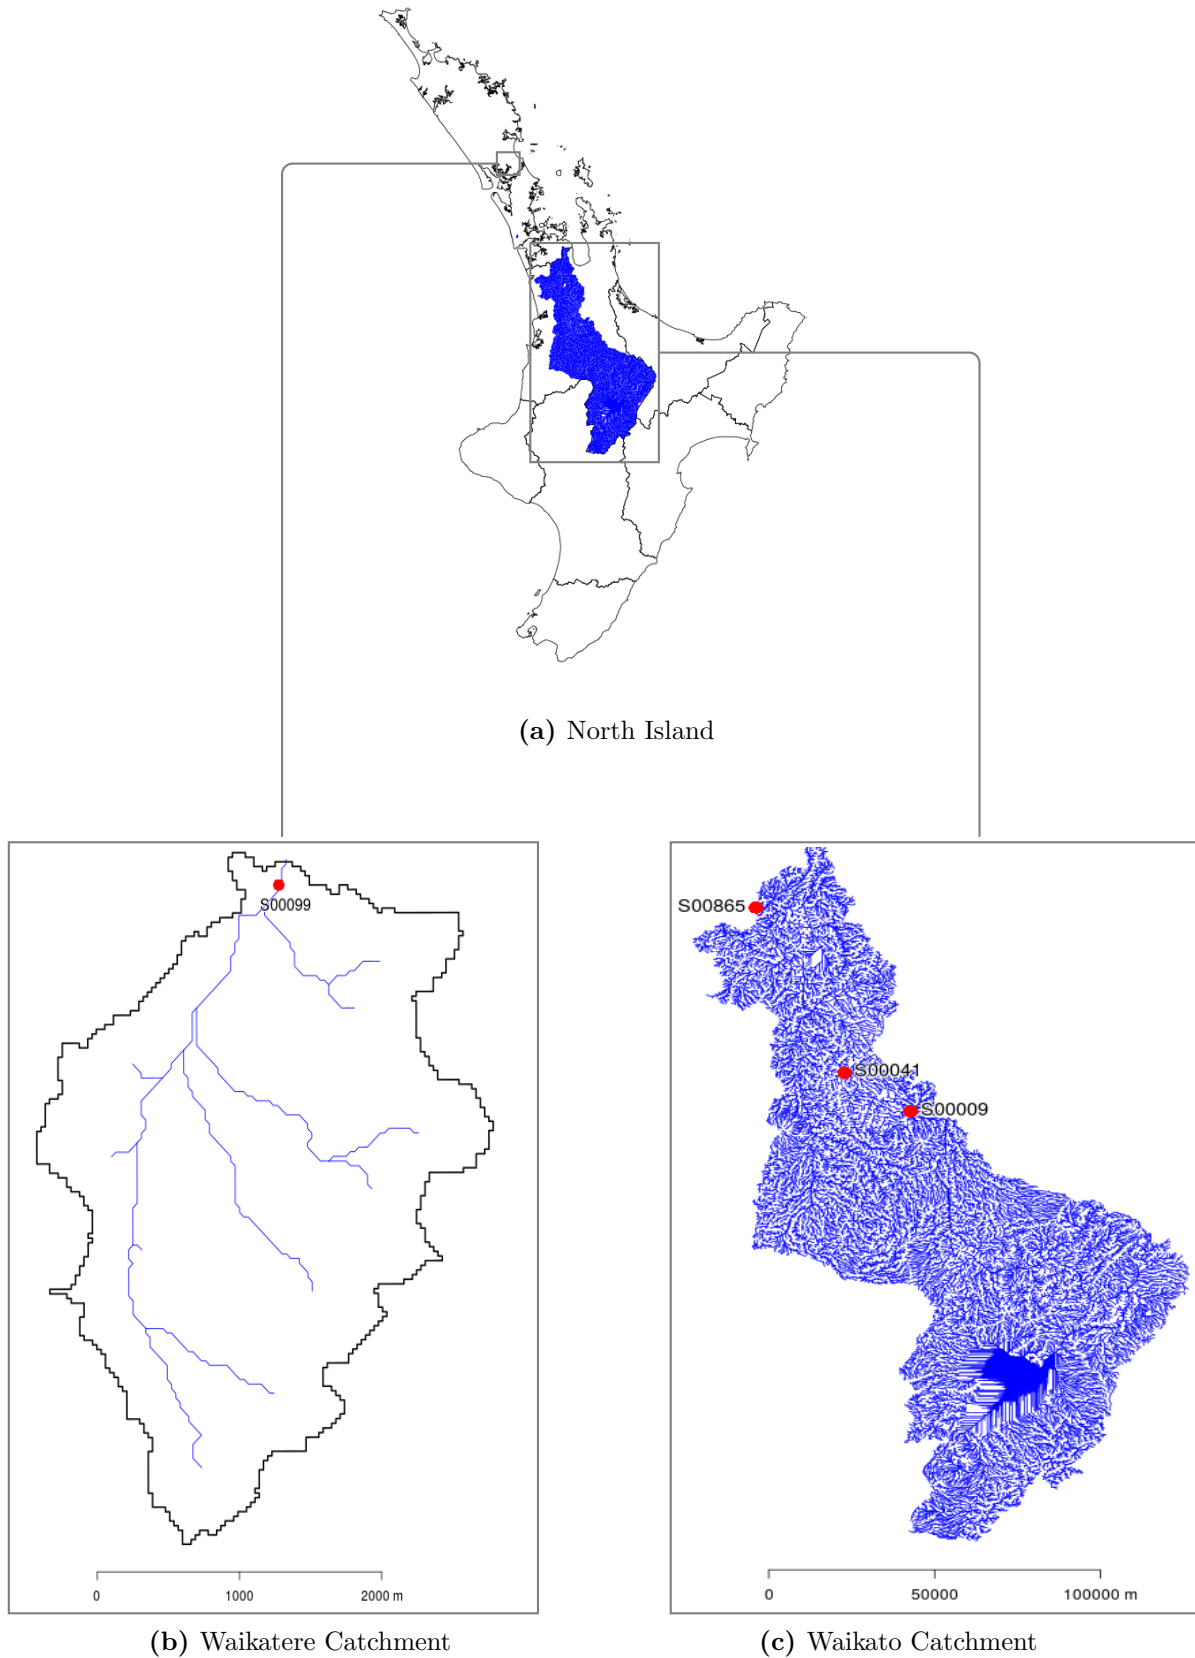 (a) North Island
S00099
0 1000 2000 m
(b) Waikatere Catchment
S00865
S00041
S00009
0 50000 100000 m
(c) Waikato Catchment